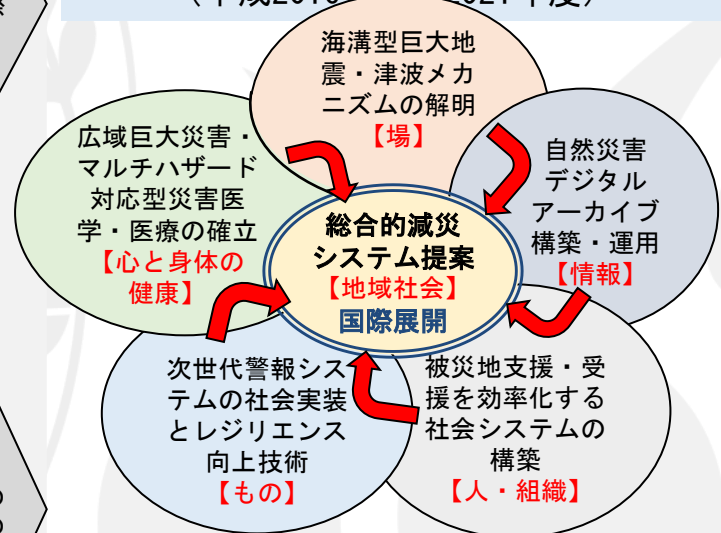 海溝型巨大地
震・津波メカ
ニズムの解明
【場】
広域巨大災害・
マルチハザード
対応型災害医
学・医療の確立
【心と身体の
健康】
自然災害
デジタル
アーカイブ
構築・運用
【情報】
総合的減災
システム提案
【地域社会】
国際展開
次世代警報シス
テムの社会実装
とレジリエンス
向上技術
【もの】
被災地支援・受
援を効率化する
社会システムの
構築
【人・組織】